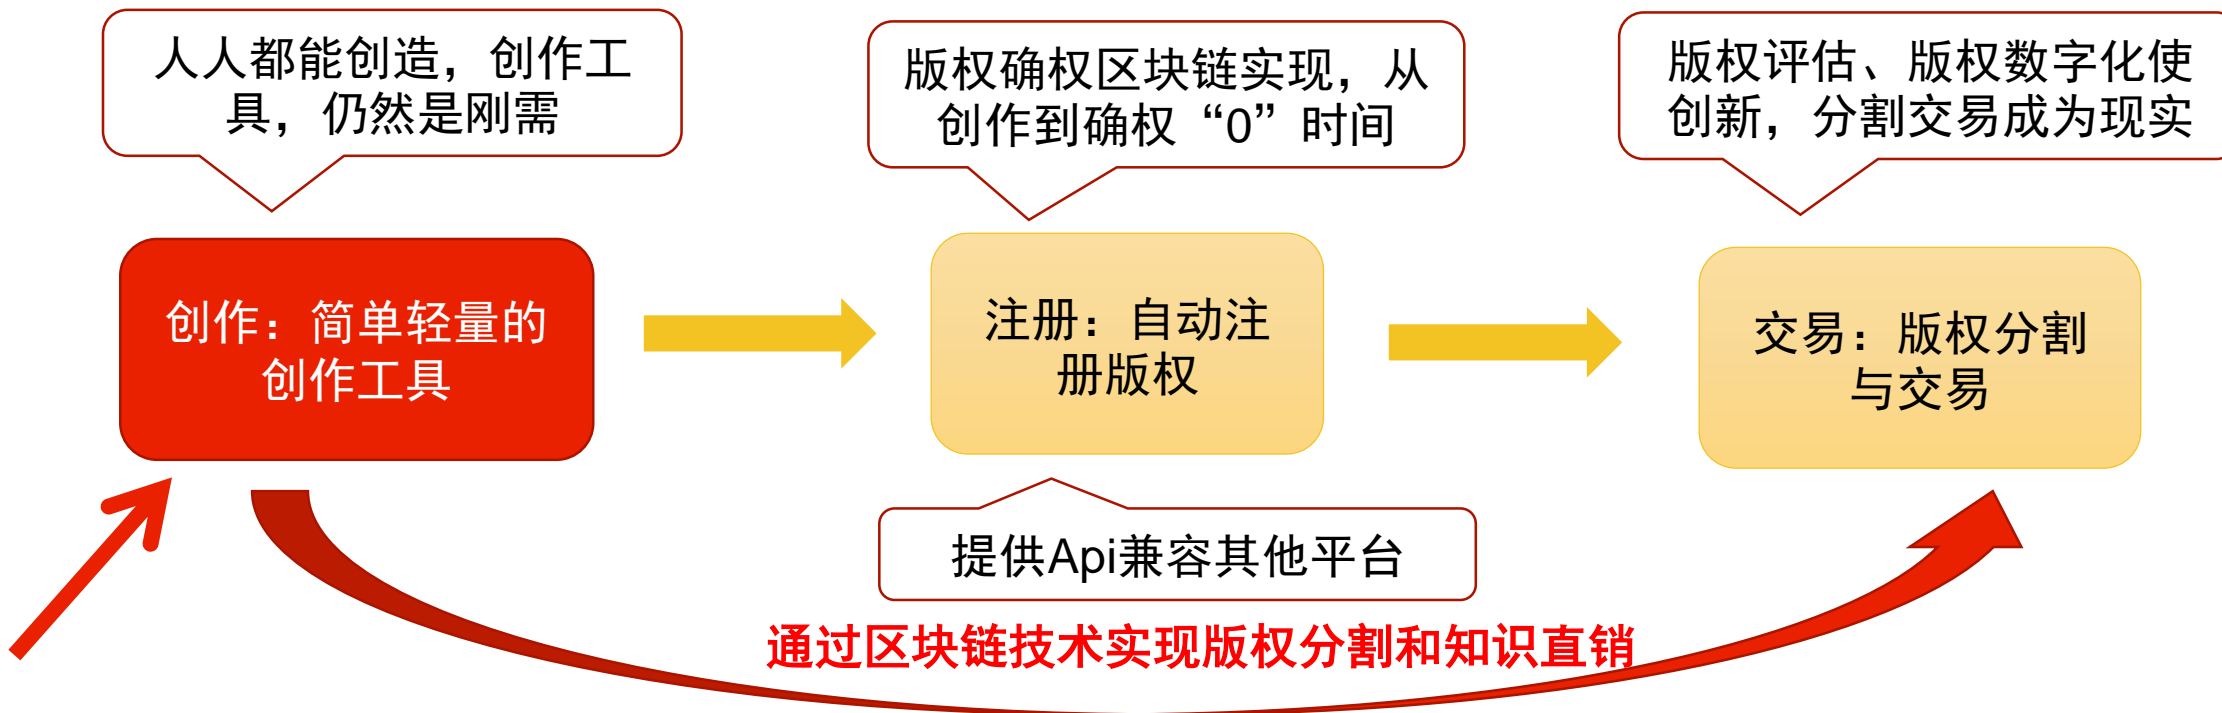 人人都能创造，创作工
具，仍然是刚需
版权确权区块链实现，从
创作到确权“0”时间
版权评估、版权数字化使
创新，分割交易成为现实
创作：简单轻量的
创作工具
注册：自动注
册版权
交易：版权分割
与交易
提供Api兼容其他平台
通过区块链技术实现版权分割和知识直销